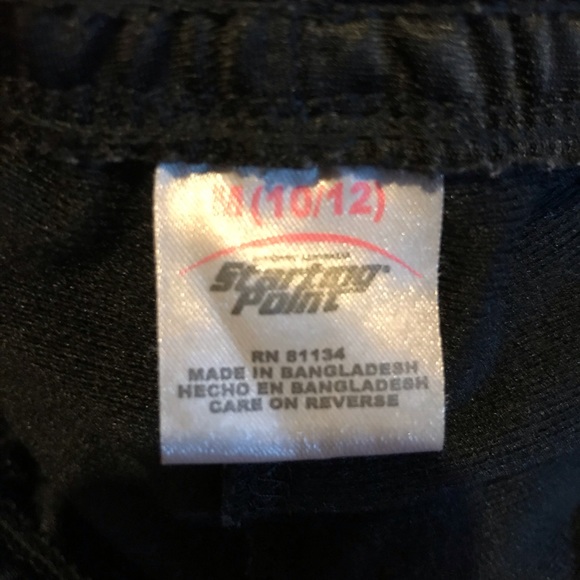 M (10/12)
Starting
Point
RN 81134
MADE IN BANGLADESH
HECHO EN BANGLADESH
CARE ON REVERSE